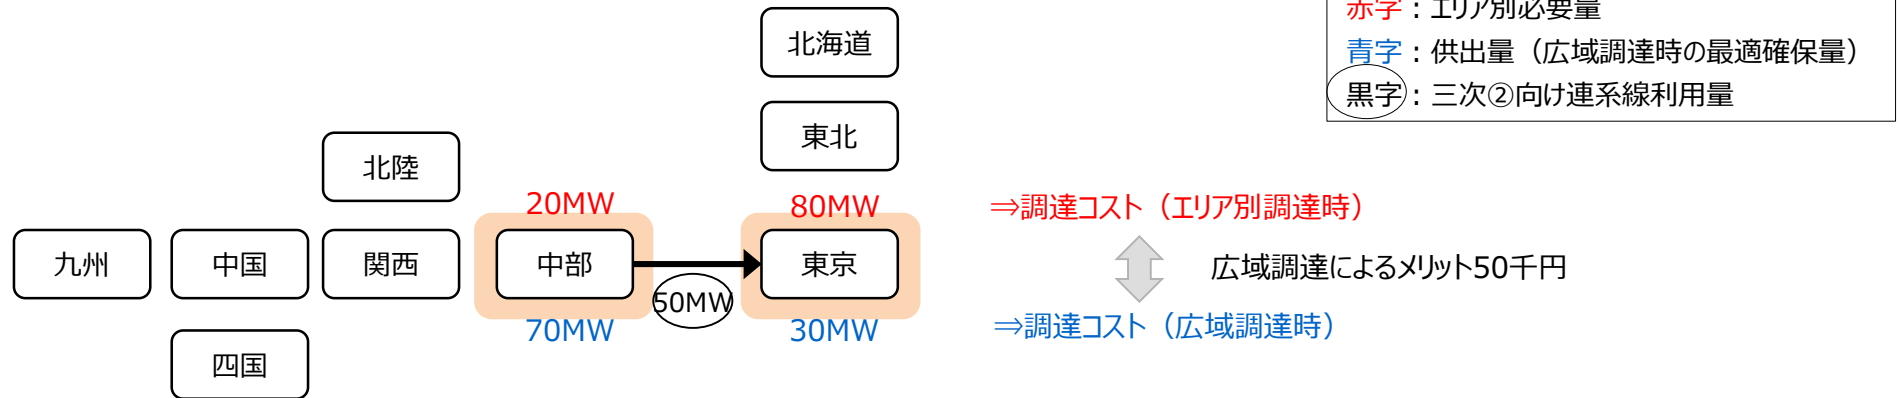 赤字：エリア別必要量
青字：供出量（広域調達時の最適確保量）
黒字：三次②向け連系線利用量
北海道
東北
北陸
20MW
80MW
⇒調達コスト（エリア別調達時）
九州
中国
関西
中部
東京
広域調達によるメリット50千円
50MW
70MW
30MW
⇒調達コスト（広域調達時）
四国